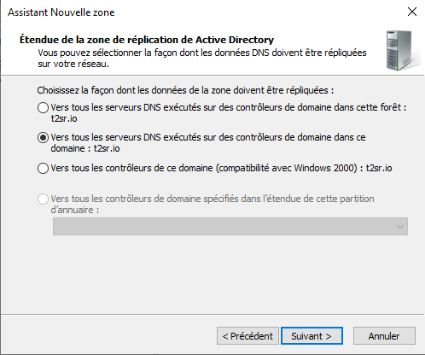 Assistant Nouvelle zone
Étendue de la zone de réplication de Active Directory
Vous pouvez sélectionner la façon dont les données DNS doivent être répliquées
sur votre réseau.
Choisissez la façon dont les données de la zone doivent être répliquées :
Vers tous les serveurs DNS exécutés sur des contrôleurs de domaine dans cette forêt :
t2sr.io
Vers tous les serveurs DNS exécutés sur des contrôleurs de domaine dans ce
domaine : t2sr.io
Vers tous les contrôleurs de ce domaine (compatibilité avec Windows 2000) : t2sr.io
Vers tous les contrôleurs de domaine spécifiés dans l'étendue de cette partition
d'annuaire :
< Précédent
Suivant >
Annuler